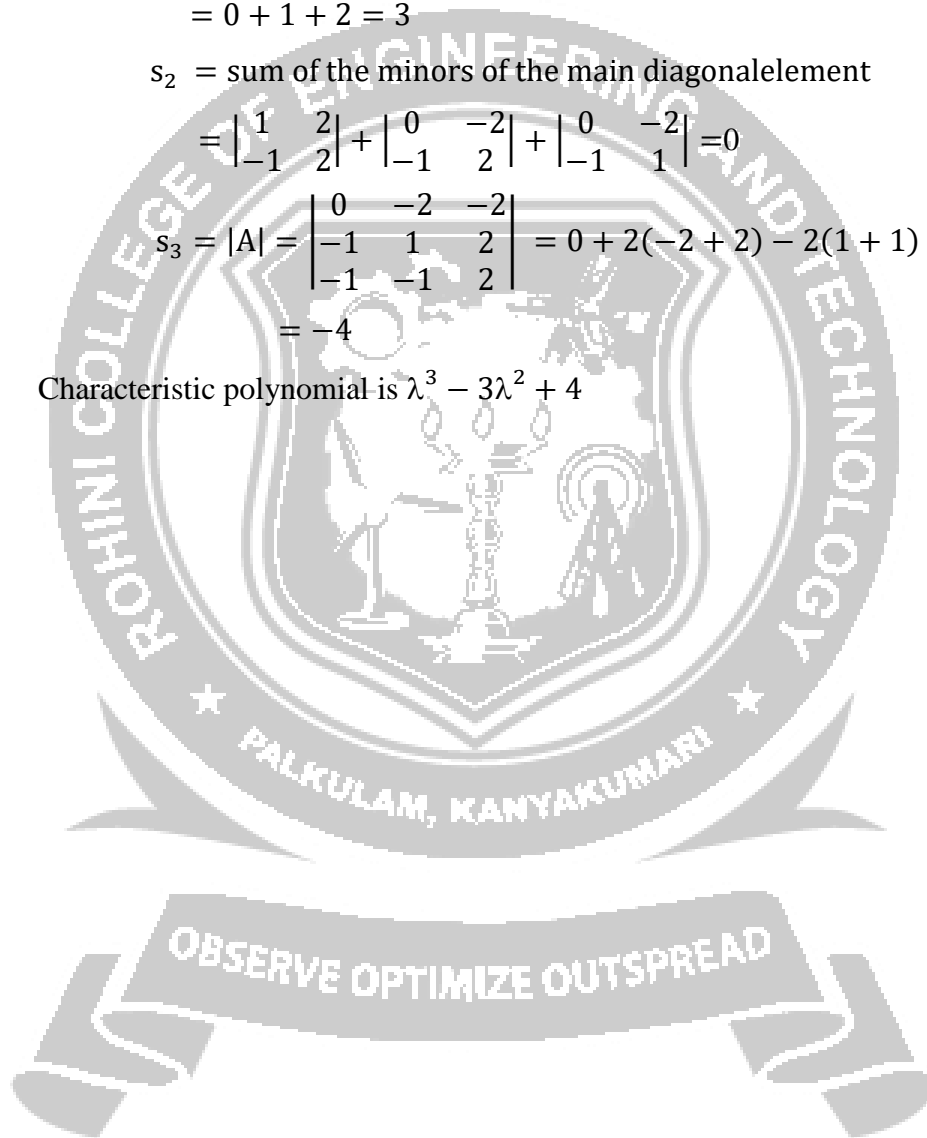 = 0 + 1 + 2 = 3
s₂ = sum of the minors of the main diagonalelement
= |1 2; −1 2| + |0 −2; −1 2| + |0 −2; −1 1| =0
s₃ = |A| = |0 −2 −2; −1 1 2; −1 −1 2| = 0 + 2(−2 + 2) − 2(1 + 1)
= −4
Characteristic polynomial is λ³ − 3λ² + 4
ROHINI COLLEGE OF ENGINEERING AND TECHNOLOGY
PALKULAM, KANYAKUMARI
OBSERVE OPTIMIZE OUTSPREAD